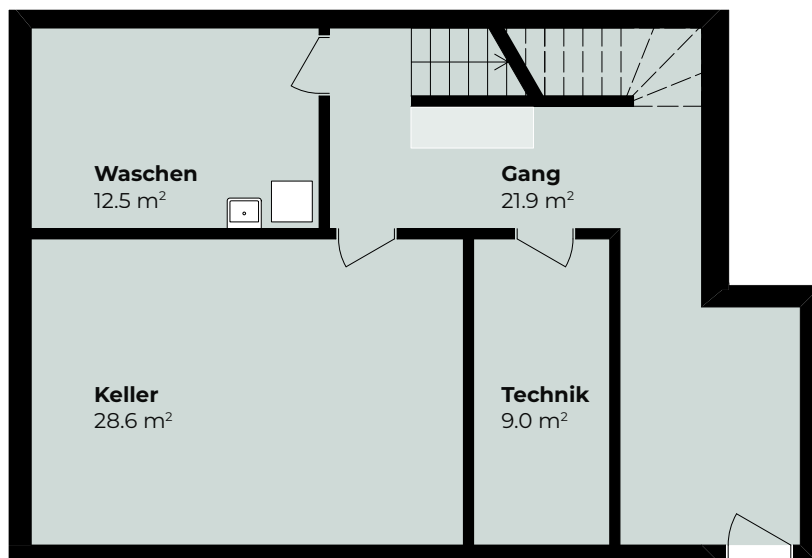 Waschen
12.5 m²
Gang
21.9 m²
Keller
28.6 m²
Technik
9.0 m²